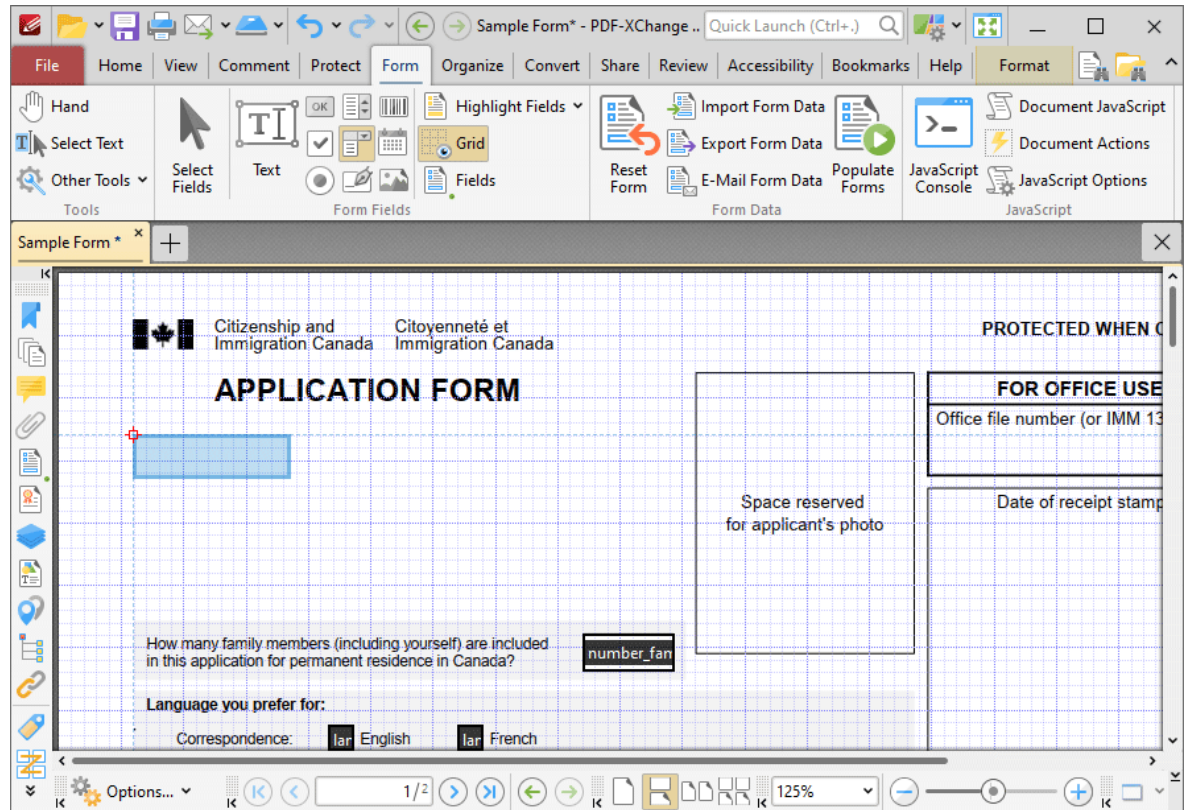 Sample Form* - PDF-XChange .. Quick Launch (Ctrl+.)
File Home View Comment Protect Form Organize Convert Share Review Accessibility Bookmarks Help Format
Hand
Select Text
Other Tools
Tools
Select Fields
Text
OK
Highlight Fields
Grid
Fields
Form Fields
Reset Form
Import Form Data
Export Form Data
E-Mail Form Data
Populate Forms
Form Data
JavaScript Console
Document JavaScript
Document Actions
JavaScript Options
JavaScript
Sample Form *
Citizenship and Immigration Canada
Citoyenneté et Immigration Canada
PROTECTED WHEN
APPLICATION FORM
FOR OFFICE USE
Office file number (or IMM 13
Space reserved
for applicant's photo
Date of receipt stamp
How many family members (including yourself) are included
in this application for permanent residence in Canada?
number_fam
Language you prefer for:
Correspondence: lar English lar French
Options... 1/2 125%